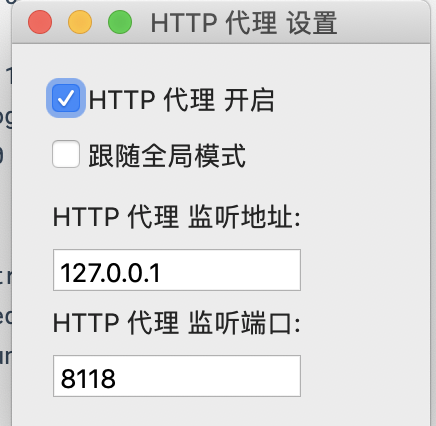 HTTP 代理 设置
HTTP 代理 开启
跟随全局模式
HTTP 代理 监听地址:
127.0.0.1
HTTP 代理 监听端口:
8118